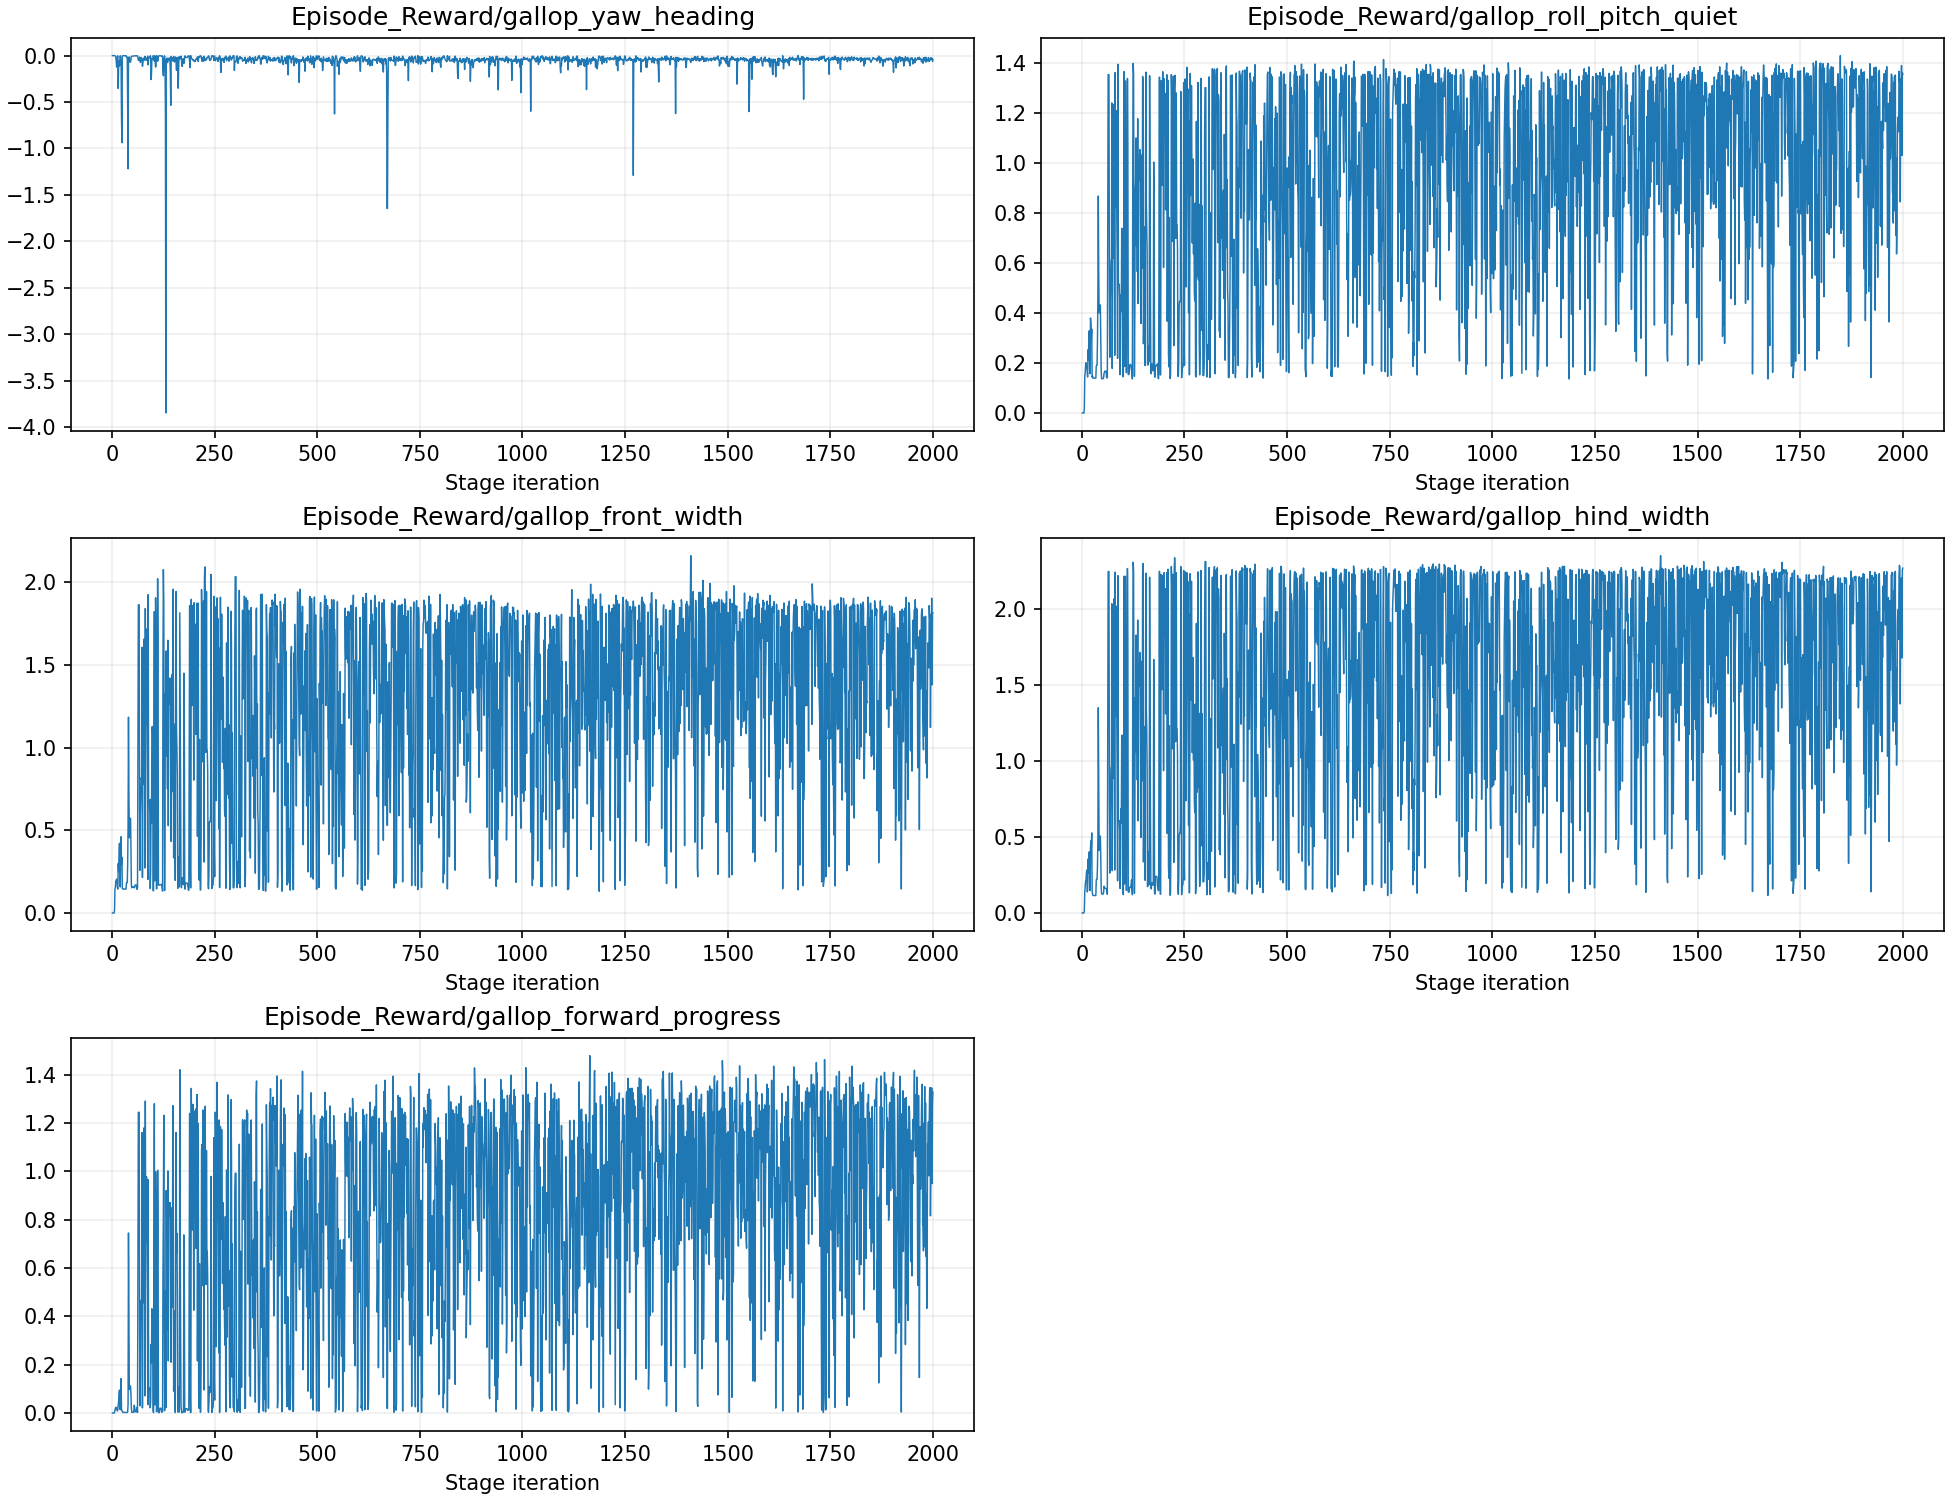 Episode_Reward/gallop_yaw_heading
0.0
−0.5
−1.0
−1.5
−2.0
−2.5
−3.0
−3.5
−4.0
0 250 500 750 1000 1250 1500 1750 2000
Stage iteration
Episode_Reward/gallop_roll_pitch_quiet
1.4
1.2
1.0
0.8
0.6
0.4
0.2
0.0
0 250 500 750 1000 1250 1500 1750 2000
Stage iteration
Episode_Reward/gallop_front_width
2.0
1.5
1.0
0.5
0.0
0 250 500 750 1000 1250 1500 1750 2000
Stage iteration
Episode_Reward/gallop_hind_width
2.0
1.5
1.0
0.5
0.0
0 250 500 750 1000 1250 1500 1750 2000
Stage iteration
Episode_Reward/gallop_forward_progress
1.4
1.2
1.0
0.8
0.6
0.4
0.2
0.0
0 250 500 750 1000 1250 1500 1750 2000
Stage iteration